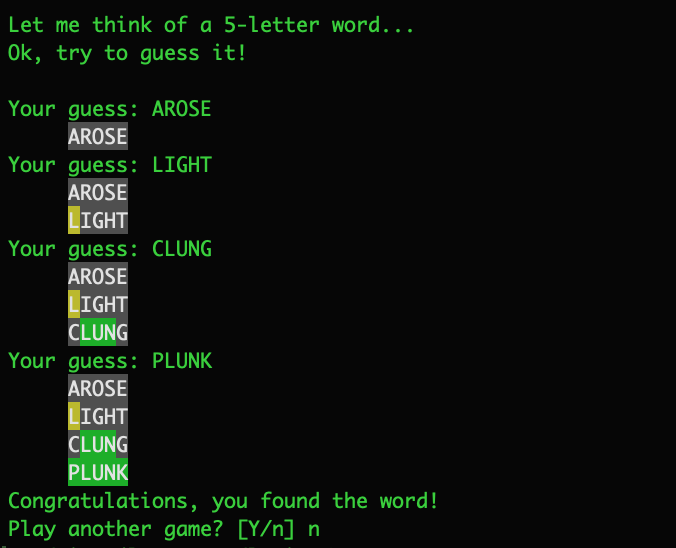 Let me think of a 5-letter word...
Ok, try to guess it!
Your guess: AROSE
AROSE
Your guess: LIGHT
AROSE
LIGHT
Your guess: CLUNG
AROSE
LIGHT
CLUNG
Your guess: PLUNK
AROSE
LIGHT
CLUNG
PLUNK
Congratulations, you found the word!
Play another game? [Y/n] n